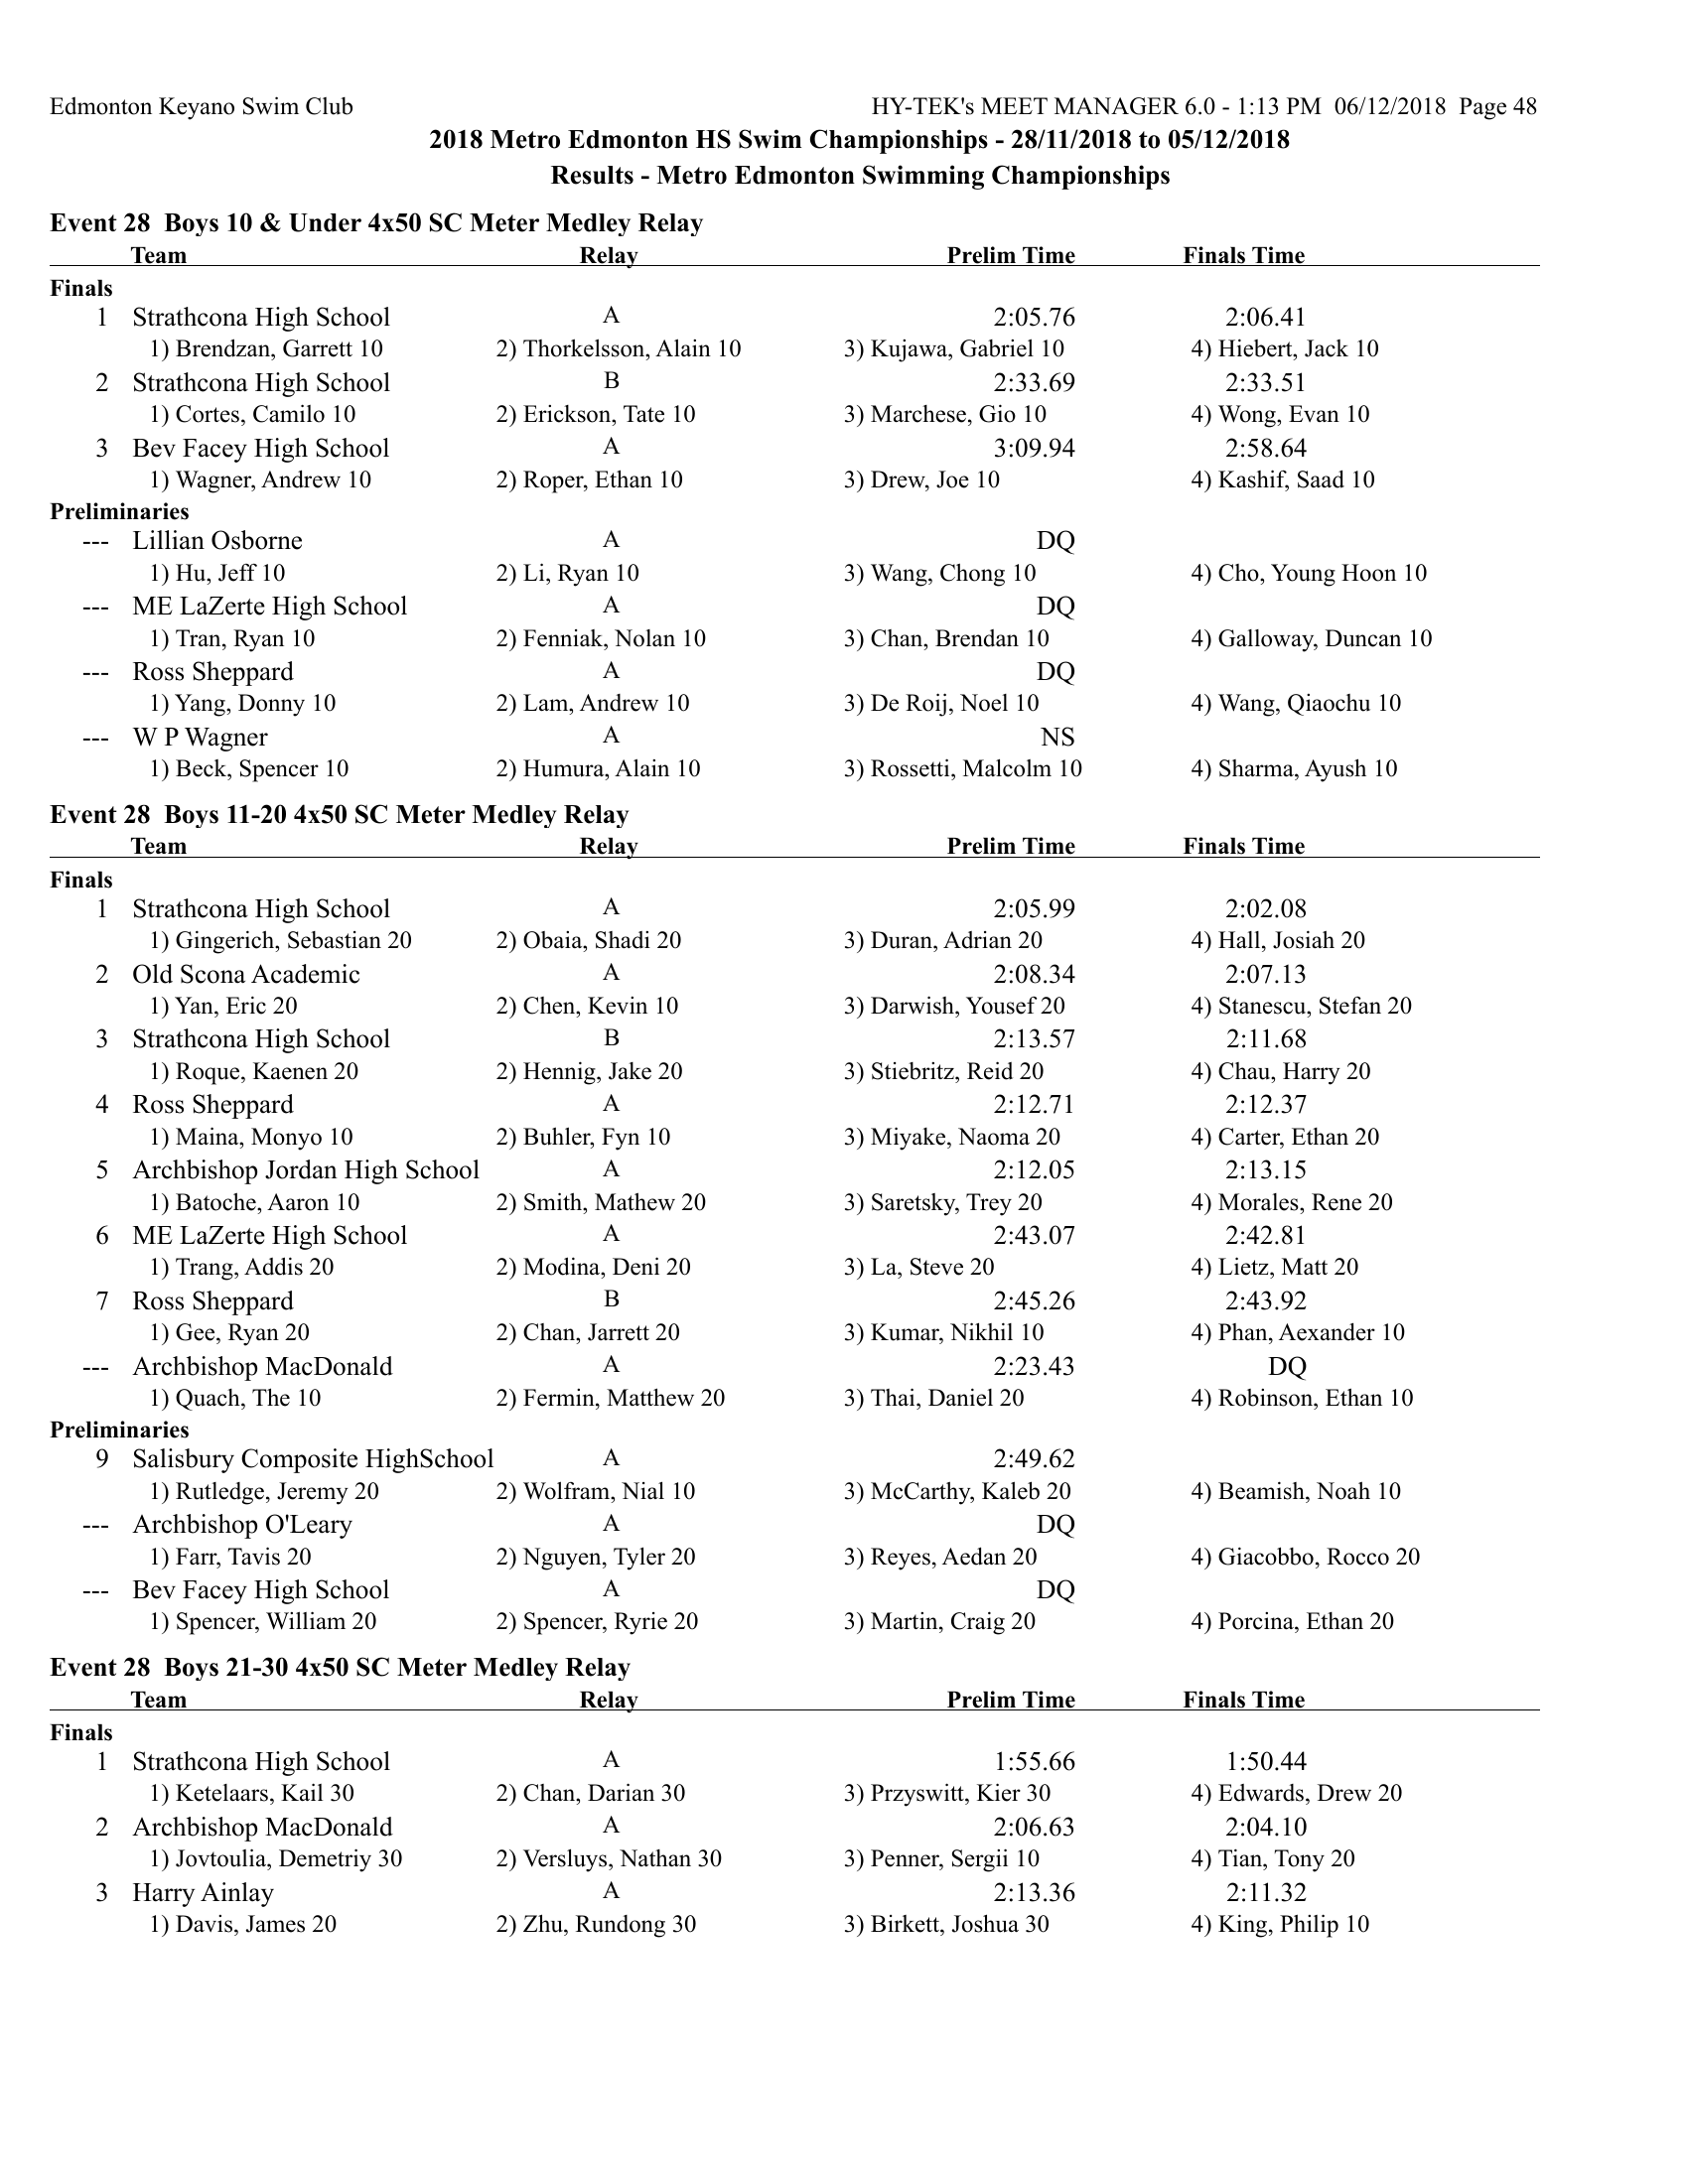 Edmonton Keyano Swim Club HY-TEK's MEET MANAGER 6.0 - 1:13 PM 06/12/2018 Page 48
2018 Metro Edmonton HS Swim Championships - 28/11/2018 to 05/12/2018
Results - Metro Edmonton Swimming Championships
Event 28 Boys 10 & Under 4x50 SC Meter Medley Relay
Team Relay Prelim Time Finals Time
Finals
1 Strathcona High School A 2:05.76 2:06.41
1) Brendzan, Garrett 10 2) Thorkelsson, Alain 10 3) Kujawa, Gabriel 10 4) Hiebert, Jack 10
2 Strathcona High School B 2:33.69 2:33.51
1) Cortes, Camilo 10 2) Erickson, Tate 10 3) Marchese, Gio 10 4) Wong, Evan 10
3 Bev Facey High School A 3:09.94 2:58.64
1) Wagner, Andrew 10 2) Roper, Ethan 10 3) Drew, Joe 10 4) Kashif, Saad 10
Preliminaries
--- Lillian Osborne A DQ
1) Hu, Jeff 10 2) Li, Ryan 10 3) Wang, Chong 10 4) Cho, Young Hoon 10
--- ME LaZerte High School A DQ
1) Tran, Ryan 10 2) Fenniak, Nolan 10 3) Chan, Brendan 10 4) Galloway, Duncan 10
--- Ross Sheppard A DQ
1) Yang, Donny 10 2) Lam, Andrew 10 3) De Roij, Noel 10 4) Wang, Qiaochu 10
--- W P Wagner A NS
1) Beck, Spencer 10 2) Humura, Alain 10 3) Rossetti, Malcolm 10 4) Sharma, Ayush 10
Event 28 Boys 11-20 4x50 SC Meter Medley Relay
Team Relay Prelim Time Finals Time
Finals
1 Strathcona High School A 2:05.99 2:02.08
1) Gingerich, Sebastian 20 2) Obaia, Shadi 20 3) Duran, Adrian 20 4) Hall, Josiah 20
2 Old Scona Academic A 2:08.34 2:07.13
1) Yan, Eric 20 2) Chen, Kevin 10 3) Darwish, Yousef 20 4) Stanescu, Stefan 20
3 Strathcona High School B 2:13.57 2:11.68
1) Roque, Kaenen 20 2) Hennig, Jake 20 3) Stiebritz, Reid 20 4) Chau, Harry 20
4 Ross Sheppard A 2:12.71 2:12.37
1) Maina, Monyo 10 2) Buhler, Fyn 10 3) Miyake, Naoma 20 4) Carter, Ethan 20
5 Archbishop Jordan High School A 2:12.05 2:13.15
1) Batoche, Aaron 10 2) Smith, Mathew 20 3) Saretsky, Trey 20 4) Morales, Rene 20
6 ME LaZerte High School A 2:43.07 2:42.81
1) Trang, Addis 20 2) Modina, Deni 20 3) La, Steve 20 4) Lietz, Matt 20
7 Ross Sheppard B 2:45.26 2:43.92
1) Gee, Ryan 20 2) Chan, Jarrett 20 3) Kumar, Nikhil 10 4) Phan, Aexander 10
--- Archbishop MacDonald A 2:23.43 DQ
1) Quach, The 10 2) Fermin, Matthew 20 3) Thai, Daniel 20 4) Robinson, Ethan 10
Preliminaries
9 Salisbury Composite HighSchool A 2:49.62
1) Rutledge, Jeremy 20 2) Wolfram, Nial 10 3) McCarthy, Kaleb 20 4) Beamish, Noah 10
--- Archbishop O'Leary A DQ
1) Farr, Tavis 20 2) Nguyen, Tyler 20 3) Reyes, Aedan 20 4) Giacobbo, Rocco 20
--- Bev Facey High School A DQ
1) Spencer, William 20 2) Spencer, Ryrie 20 3) Martin, Craig 20 4) Porcina, Ethan 20
Event 28 Boys 21-30 4x50 SC Meter Medley Relay
Team Relay Prelim Time Finals Time
Finals
1 Strathcona High School A 1:55.66 1:50.44
1) Ketelaars, Kail 30 2) Chan, Darian 30 3) Przyswitt, Kier 30 4) Edwards, Drew 20
2 Archbishop MacDonald A 2:06.63 2:04.10
1) Jovtoulia, Demetriy 30 2) Versluys, Nathan 30 3) Penner, Sergii 10 4) Tian, Tony 20
3 Harry Ainlay A 2:13.36 2:11.32
1) Davis, James 20 2) Zhu, Rundong 30 3) Birkett, Joshua 30 4) King, Philip 10